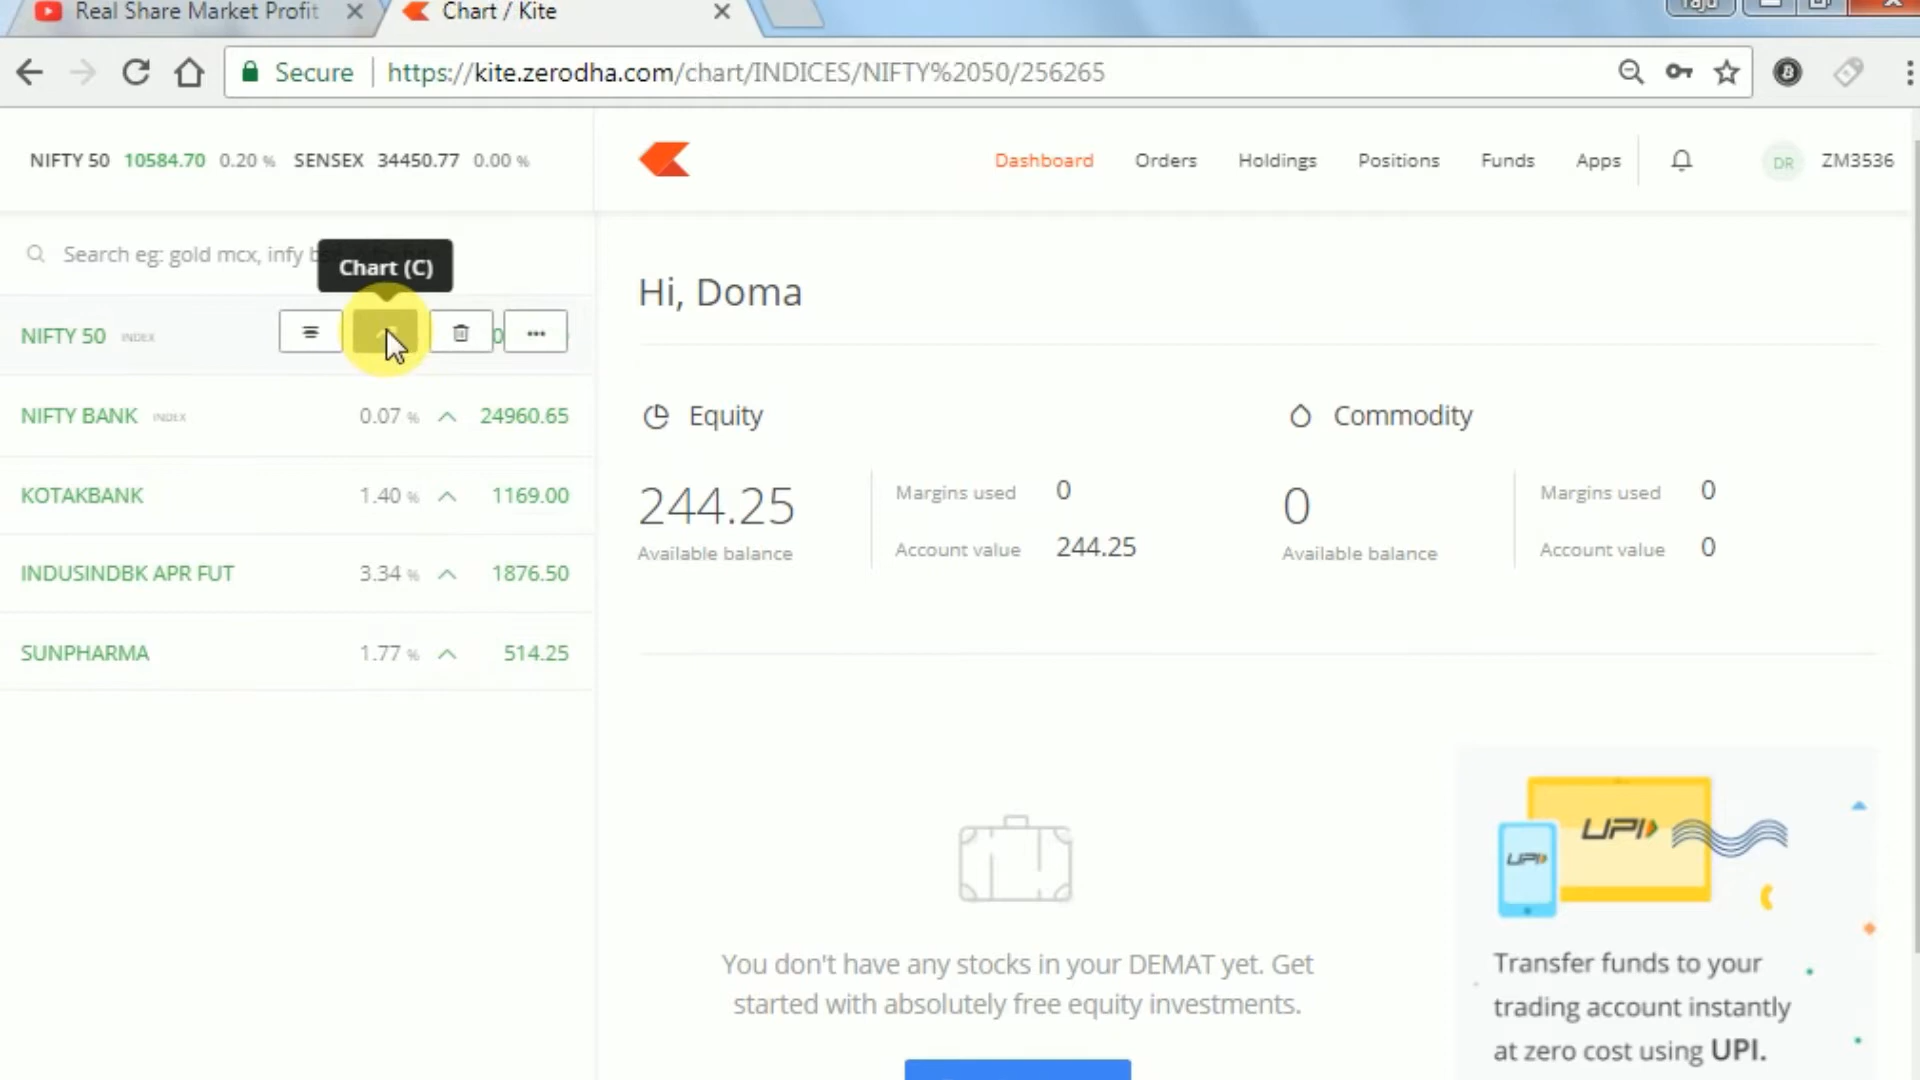 Real Share Market Profit
Chart / Kite
Secure https://kite.zerodha.com/chart/INDICES/NIFTY%2050/256265
NIFTY 50 10584.70 0.20 % SENSEX 34450.77 0.00 %
Dashboard Orders Holdings Positions Funds Apps DR ZM3536
Search eg: gold mcx, infy b
Chart (C)
NIFTY 50 INDEX
NIFTY BANK INDEX 0.07 % 24960.65
KOTAKBANK 1.40 % 1169.00
INDUSINDBK APR FUT 3.34 % 1876.50
SUNPHARMA 1.77 % 514.25
Hi, Doma
Equity
244.25
Available balance
Margins used 0
Account value 244.25
Commodity
0
Available balance
Margins used 0
Account value 0
You don't have any stocks in your DEMAT yet. Get
started with absolutely free equity investments.
UPI
UPI
Transfer funds to your
trading account instantly
at zero cost using UPI.